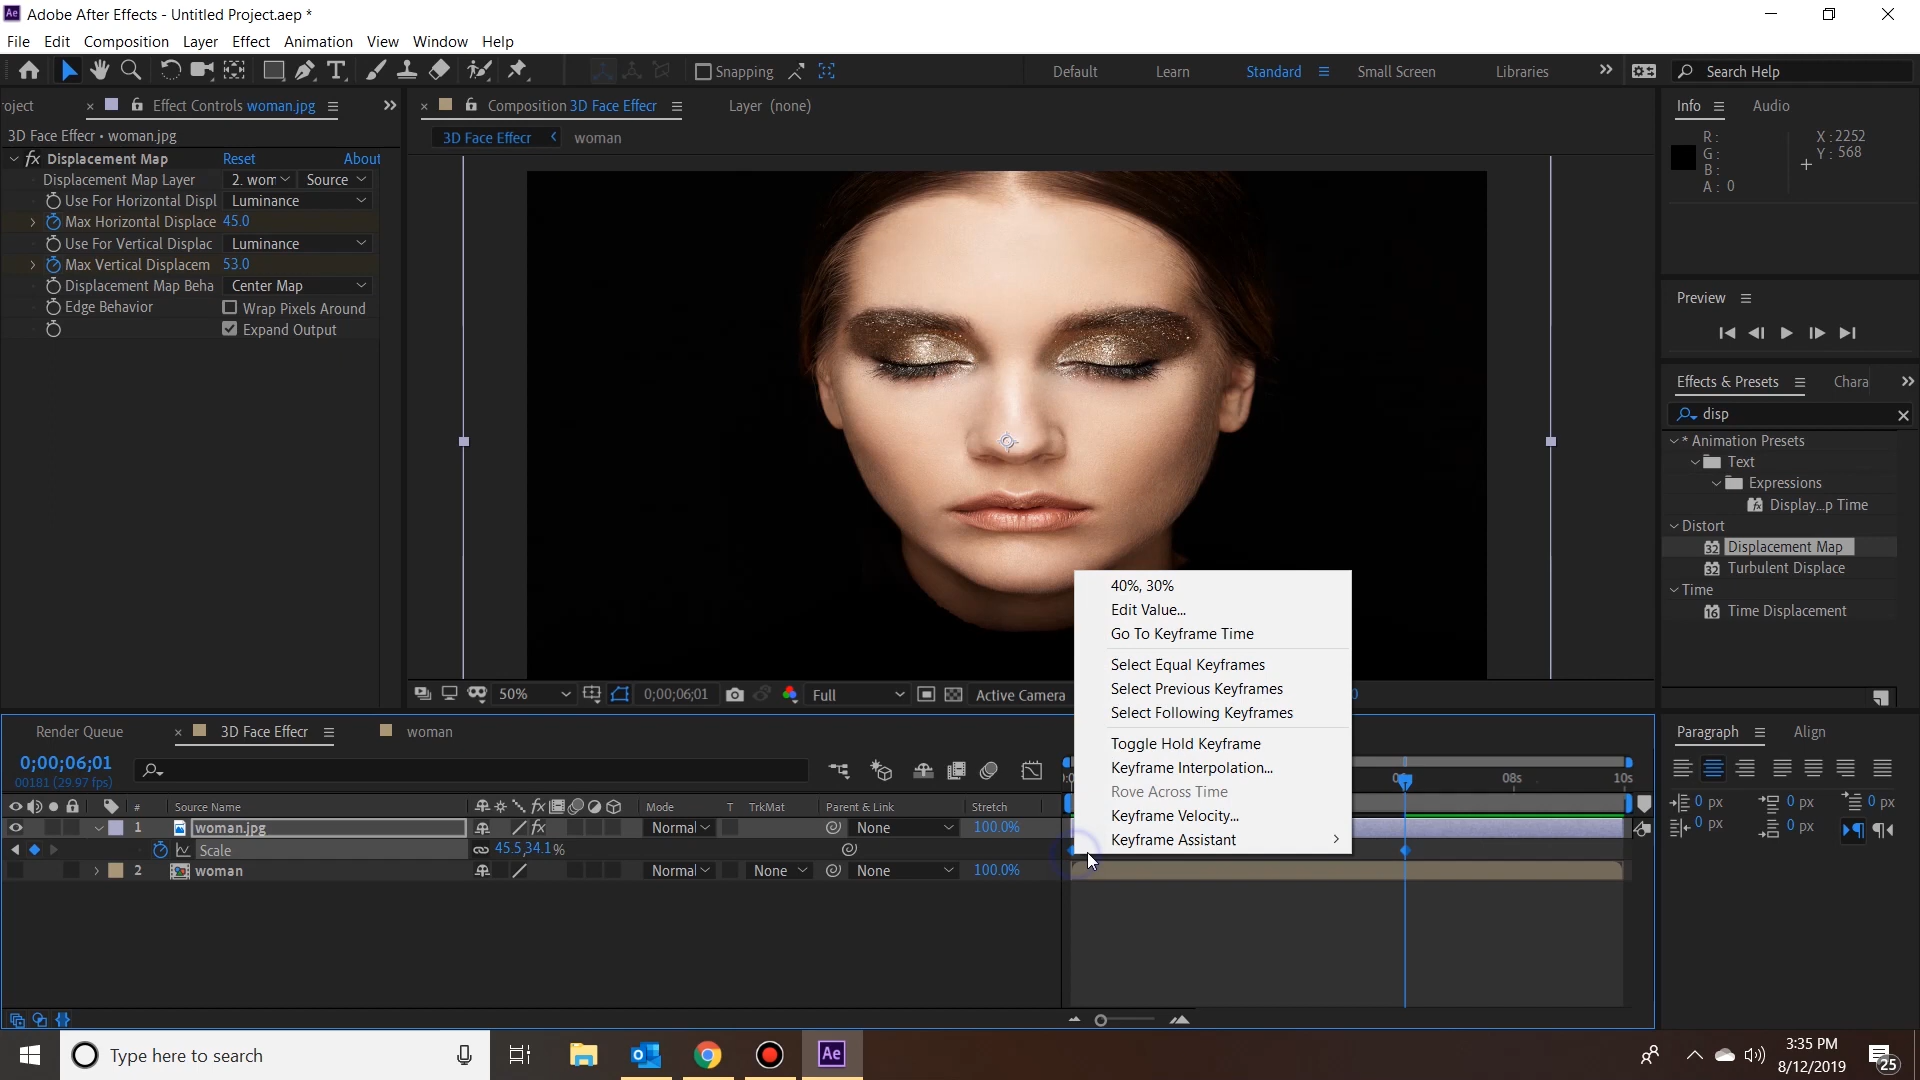 Ae Adobe After Effects - Untitled Project.aep *
File Edit Composition Layer Effect Animation View Window Help
Snapping Default Learn Standard Small Screen Libraries Search Help
roject × Effect Controls woman.jpg × Composition 3D Face Effecr Layer (none) Info Audio
3D Face Effecr • woman.jpg
3D Face Effecr woman
fx Displacement Map Reset About
Displacement Map Layer 2. wom Source
Use For Horizontal Displ Luminance
Max Horizontal Displace 45.0
Use For Vertical Displac Luminance
Max Vertical Displacem 53.0
Displacement Map Beha Center Map
Edge Behavior Wrap Pixels Around
Expand Output
R :
G :
B :
A : 0
X : 2252
Y : 568
Preview
Effects & Presets Chara
disp
* Animation Presets
Text
Expressions
Display...p Time
Distort
32 Displacement Map
32 Turbulent Displace
Time
16 Time Displacement
50% 0;00;06;01 Full Active Camera
40%, 30%
Edit Value...
Go To Keyframe Time
Select Equal Keyframes
Select Previous Keyframes
Select Following Keyframes
Toggle Hold Keyframe
Keyframe Interpolation...
Rove Across Time
Keyframe Velocity...
Keyframe Assistant
Render Queue × 3D Face Effecr woman
0;00;06;01
00181 (29.97 fps)
08s 10s
# Source Name fx Mode T TrkMat Parent & Link Stretch
1 woman.jpg fx Normal None 100.0%
Scale 45.5,34.1%
2 woman Normal None None 100.0%
Paragraph Align
0 px 0 px 0 px
0 px 0 px
Type here to search
Ae
3:35 PM
8/12/2019
25